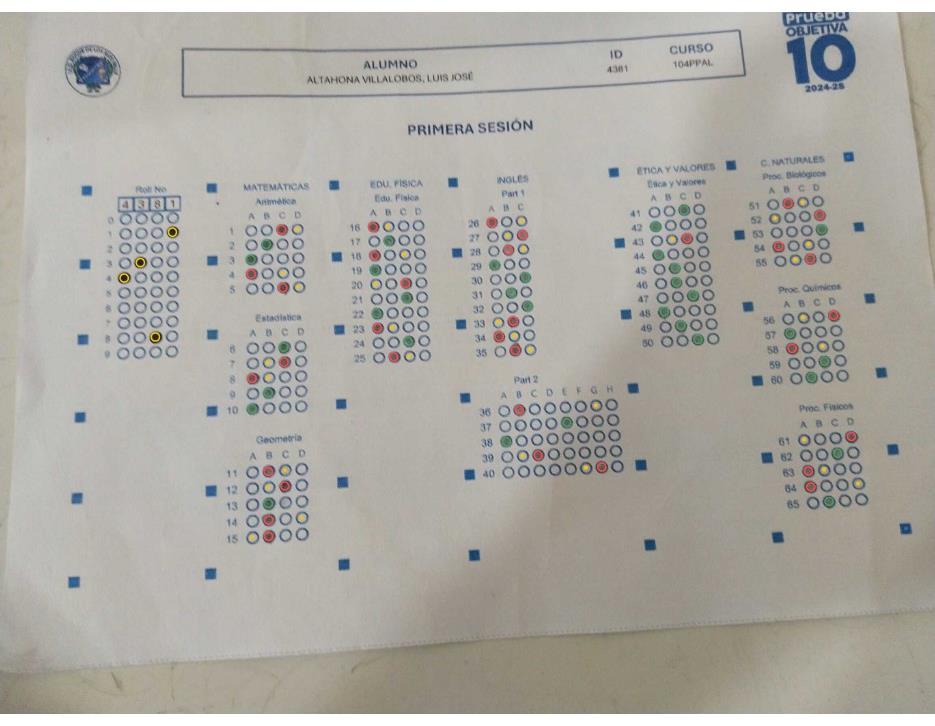 Prueba
OBJETIVA
10
2024-25
ALUMNO
ALTAHONA VILLALOBOS, LUIS JOSÉ
ID
4381
CURSO
104PPAL
PRIMERA SESIÓN
Roll No
4 3 8 1
0
1
2
3
4
5
6
7
8
9
MATEMÁTICAS
Aritmética
A B C D
1
2
3
4
5
Estadística
A B C D
6
7
8
9
10
Geometría
A B C D
11
12
13
14
15
EDU. FÍSICA
Edu. Física
A B C D
16
17
18
19
20
21
22
23
24
25
INGLÉS
Part 1
A B C
26
27
28
29
30
31
32
33
34
35
Part 2
A B C D E F G H
36
37
38
39
40
ÉTICA Y VALORES
Ética y Valores
A B C D
41
42
43
44
45
46
47
48
49
50
C. NATURALES
Proc. Biológicos
A B C D
51
52
53
54
55
Proc. Químicos
A B C D
56
57
58
59
60
Proc. Físicos
A B C D
61
62
63
64
65